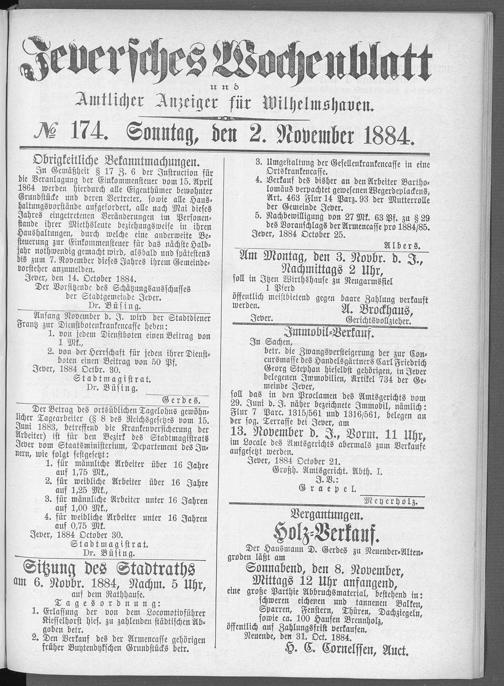 Jeversches Wochenblatt
und
Amtlicher Anzeiger für Wilhelmshaven.
№ 174. Sonntag, den 2. November 1884.
Obrigkeitliche Bekanntmachungen.
In Gemäßheit § 17 Z. 6 der Instruction für
die Veranlagung der Einkommensteuer vom 15. April
1864 werden hierdurch alle Eigenthümer bewohnter
Grundstücke und deren Vertreter, sowie alle Haus-
haltungsvorstände aufgefordert, alle nach Mai dieses
Jahres eingetretenen Veränderungen im Personen-
stande ihrer Miethsleute beziehungsweise in ihren
Haushaltungen, durch welche eine anderweite Be-
steuerung zur Einkommensteuer für das nächste Halb-
jahr nothwendig gemacht wird, alsbald und spätestens
bis zum 7. November dieses Jahres ihrem Gemeinde-
vorsteher anzumelden.
Jever, den 14. October 1884.
Der Vorsitzende des Schätzungsausschusses
der Stadtgemeinde Jever.
Dr. Büsing.
Anfang November d. J. wird der Stadtdiener
Frantz zur Dienstbotenkrankencasse heben:
1. von jedem Dienstboten einen Beitrag von
1 Mk.,
2. von der Herrschaft für jeden ihrer Dienst-
boten einen Beitrag von 50 Pf.
Jever, 1884 Octbr. 30.
Stadtmagistrat.
Dr. Büsing.
Gerdes.
Der Betrag des ortsüblichen Tagelohns gewöhn-
licher Tagearbeiter (§ 8 des Reichsgesetzes vom 15.
Juni 1883, betreffend die Krankenversicherung der
Arbeiter) ist für den Bezirk des Stadtmagistrats
Jever vom Staatsministerium, Departement des In-
nern, wie folgt festgesetzt:
1. für männliche Arbeiter über 16 Jahre
auf 1,75 Mk.,
2. für weibliche Arbeiter über 16 Jahre
auf 1,25 Mk.,
3. für männliche Arbeiter unter 16 Jahren
auf 1,00 Mk.,
4. für weibliche Arbeiter unter 16 Jahren
auf 0,75 Mk.
Jever, 1884 October 30.
Stadtmagistrat.
Dr. Büsing.
Sitzung des Stadtraths
am 6. Novbr. 1884, Nachm. 5 Uhr,
auf dem Rathhause.
Tagesordnung:
1. Erlassung der von dem Locomotivführer
Kiesselhorst hies. zu zahlenden städtischen Ab-
gaben betr.
2. Den Verkauf des der Armencasse gehörigen
früher Buytendykschen Grundstücks betr.
3. Umgestaltung der Gesellenkrankencasse in eine
Ortskrankencasse.
4. Verkauf des bisher an den Arbeiter Bartho-
lomäus verpachtet gewesenen Wegeredplackens,
Art. 463 Flur 14 Parz. 93 der Mutterrolle
der Gemeinde Jever.
5. Nachbewilligung von 27 Mk. 63 Pf. zu § 29
des Voranschlags der Armencasse pro 1884/85.
Jever, 1884 October 25.
Albers.
Am Montag, den 3. Novbr. d. J.,
Nachmittags 2 Uhr,
soll in Ihtzen Wirthshause zu Rengarmsfiel
1 Pferd
öffentlich meistbietend gegen baare Zahlung verkauft
werden. A. Brockhaus,
Jever. Gerichtsvollzieher.
Immobil-Verkauf.
In Sachen,
betr. die Zwangsversteigerung der zur Con-
cursmasse des Handelsgärtners Carl Friedrich
Georg Stephan hieselbst gehörigen, in Jever
belegenen Immobilien, Artikel 734 der Ge-
meinde Jever,
soll das in den Proclamen des Amtsgerichts vom
29. Juni d. J. näher bezeichnete Immobil, nämlich:
Flur 7 Parc. 1315/561 und 1316/561, belegen an
der sog. Terrasse bei Jever, am
13. November d. J., Vorm. 11 Uhr,
im Locale des Amtsgerichts abermals zum Verkaufe
aufgesetzt werden.
Jever, 1884 October 21.
Großh. Amtsgericht. Abth. I.
J. V.:
Graepel.
Meyerholz.
Vergantungen.
Holz-Verkauf.
Der Hausmann D. Gerdes zu Neuender-Alten-
groden läßt am
Sonnabend, den 8. November,
Mittags 12 Uhr anfangend,
eine große Parthie Abbruchsmaterial, bestehend in:
schweren eichenen und tannenen Balken,
Sparren, Fenstern, Thüren, Dachziegeln,
sowie ca. 100 Haufen Brennholz,
öffentlich auf Zahlungsfrist verkaufen.
Neuende, den 31. Oct. 1884.
H. C. Cornelssen, Auct.